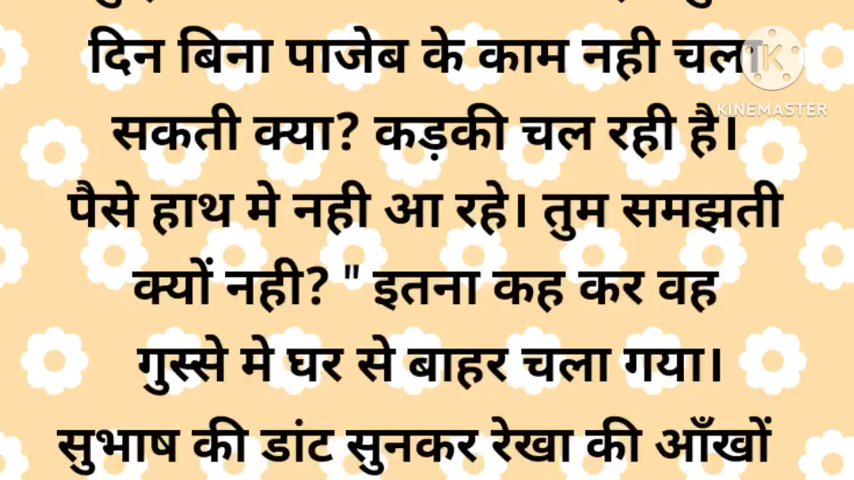 दिन बिना पाजेब के काम नही चला
सकती क्या? कड़की चल रही है।
पैसे हाथ मे नही आ रहे। तुम समझती
क्यों नही? " इतना कह कर वह
गुस्से मे घर से बाहर चला गया।
सुभाष की डांट सुनकर रेखा की आँखों
K
KINEMASTER